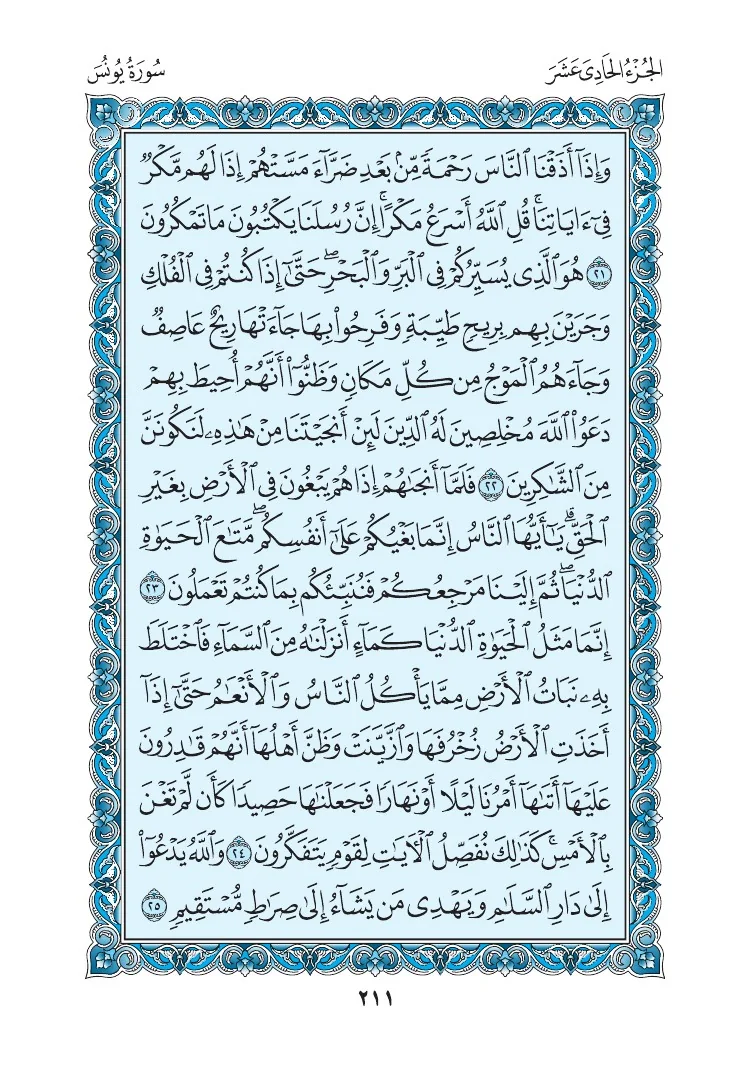 الجُزْءُ الحَادِى عَشَرَ
سُورَةُ يُونُسَ
وَإِذَآ أَذَقْنَا ٱلنَّاسَ رَحْمَةً مِّنۢ بَعْدِ ضَرَّآءَ مَسَّتْهُمْ إِذَا لَهُم مَّكْرٌ
فِىٓ ءَايَاتِنَا ۚ قُلِ ٱللَّهُ أَسْرَعُ مَكْرًا ۚ إِنَّ رُسُلَنَا يَكْتُبُونَ مَا تَمْكُرُونَ
٢١ هُوَ ٱلَّذِى يُسَيِّرُكُمْ فِى ٱلْبَرِّ وَٱلْبَحْرِ ۖ حَتَّىٰٓ إِذَا كُنتُمْ فِى ٱلْفُلْكِ
وَجَرَيْنَ بِهِم بِرِيحٍ طَيِّبَةٍ وَفَرِحُوا۟ بِهَا جَآءَتْهَا رِيحٌ عَاصِفٌ
وَجَآءَهُمُ ٱلْمَوْجُ مِن كُلِّ مَكَانٍ وَظَنُّوٓا۟ أَنَّهُمْ أُحِيطَ بِهِمْ
دَعَوُا۟ ٱللَّهَ مُخْلِصِينَ لَهُ ٱلدِّينَ لَئِنْ أَنجَيْتَنَا مِنْ هَٰذِهِۦ لَنَكُونَنَّ
مِنَ ٱلشَّٰكِرِينَ ٢٢ فَلَمَّآ أَنجَىٰهُمْ إِذَا هُمْ يَبْغُونَ فِى ٱلْأَرْضِ بِغَيْرِ
ٱلْحَقِّ ۗ يَٰٓأَيُّهَا ٱلنَّاسُ إِنَّمَا بَغْيُكُمْ عَلَىٰٓ أَنفُسِكُم ۖ مَّتَٰعَ ٱلْحَيَوٰةِ
ٱلدُّنْيَا ۖ ثُمَّ إِلَيْنَا مَرْجِعُكُمْ فَنُنَبِّئُكُم بِمَا كُنتُمْ تَعْمَلُونَ ٢٣
إِنَّمَا مَثَلُ ٱلْحَيَوٰةِ ٱلدُّنْيَا كَمَآءٍ أَنزَلْنَٰهُ مِنَ ٱلسَّمَآءِ فَٱخْتَلَطَ
بِهِۦ نَبَاتُ ٱلْأَرْضِ مِمَّا يَأْكُلُ ٱلنَّاسُ وَٱلْأَنْعَٰمُ حَتَّىٰٓ إِذَآ
أَخَذَتِ ٱلْأَرْضُ زُخْرُفَهَا وَٱزَّيَّنَتْ وَظَنَّ أَهْلُهَآ أَنَّهُمْ قَٰدِرُونَ
عَلَيْهَآ أَتَىٰهَآ أَمْرُنَا لَيْلًا أَوْ نَهَارًا فَجَعَلْنَٰهَا حَصِيدًا كَأَن لَّمْ تَغْنَ
بِٱلْأَمْسِ ۚ كَذَٰلِكَ نُفَصِّلُ ٱلْءَايَٰتِ لِقَوْمٍ يَتَفَكَّرُونَ ٢٤ وَٱللَّهُ يَدْعُوٓا۟
إِلَىٰ دَارِ ٱلسَّلَٰمِ وَيَهْدِى مَن يَشَآءُ إِلَىٰ صِرَٰطٍ مُّسْتَقِيمٍ ٢٥
٢١١